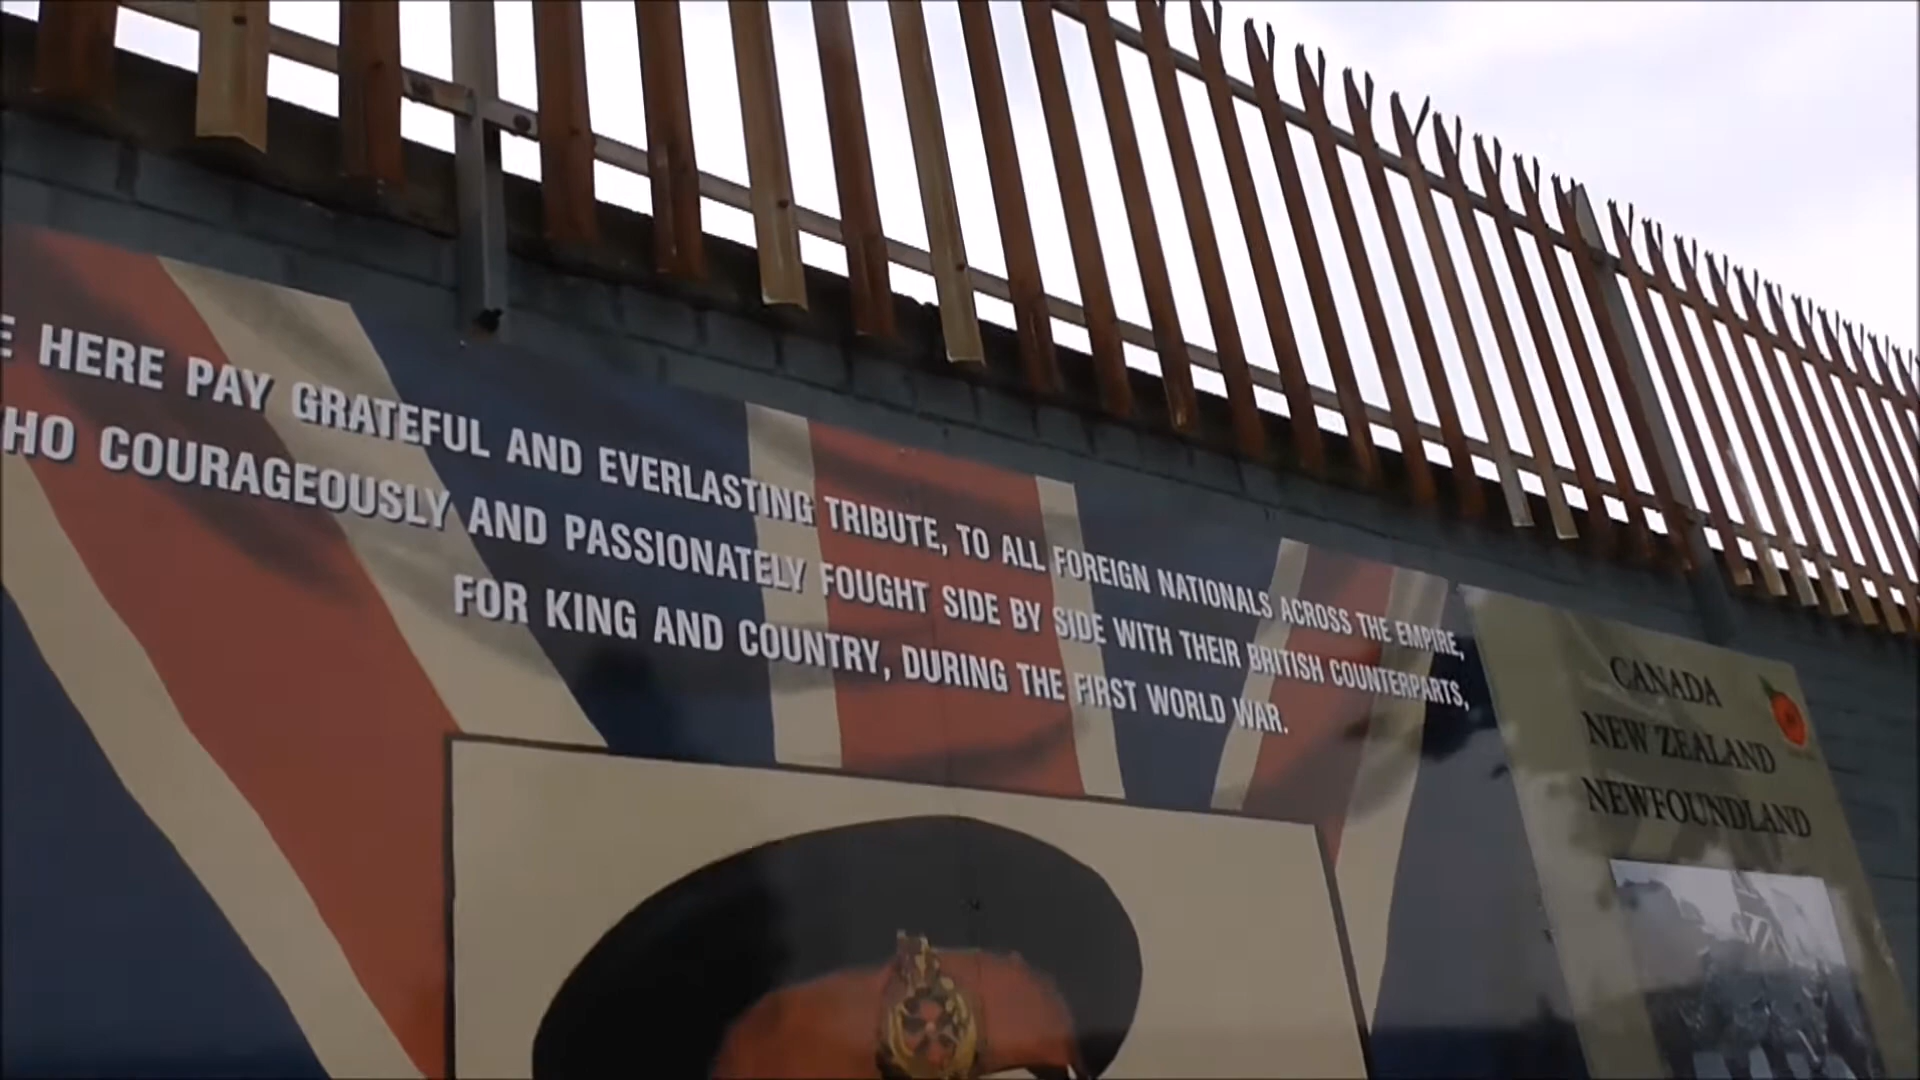 HERE PAY GRATEFUL AND EVERLASTING TRIBUTE, TO ALL FOREIGN NATIONALS ACROSS THE EMPIRE,
COURAGEOUSLY AND PASSIONATELY FOUGHT SIDE BY SIDE WITH THEIR BRITISH COUNTERPARTS,
FOR KING AND COUNTRY, DURING THE FIRST WORLD WAR.
CANADA
NEW ZEALAND
NEWFOUNDLAND